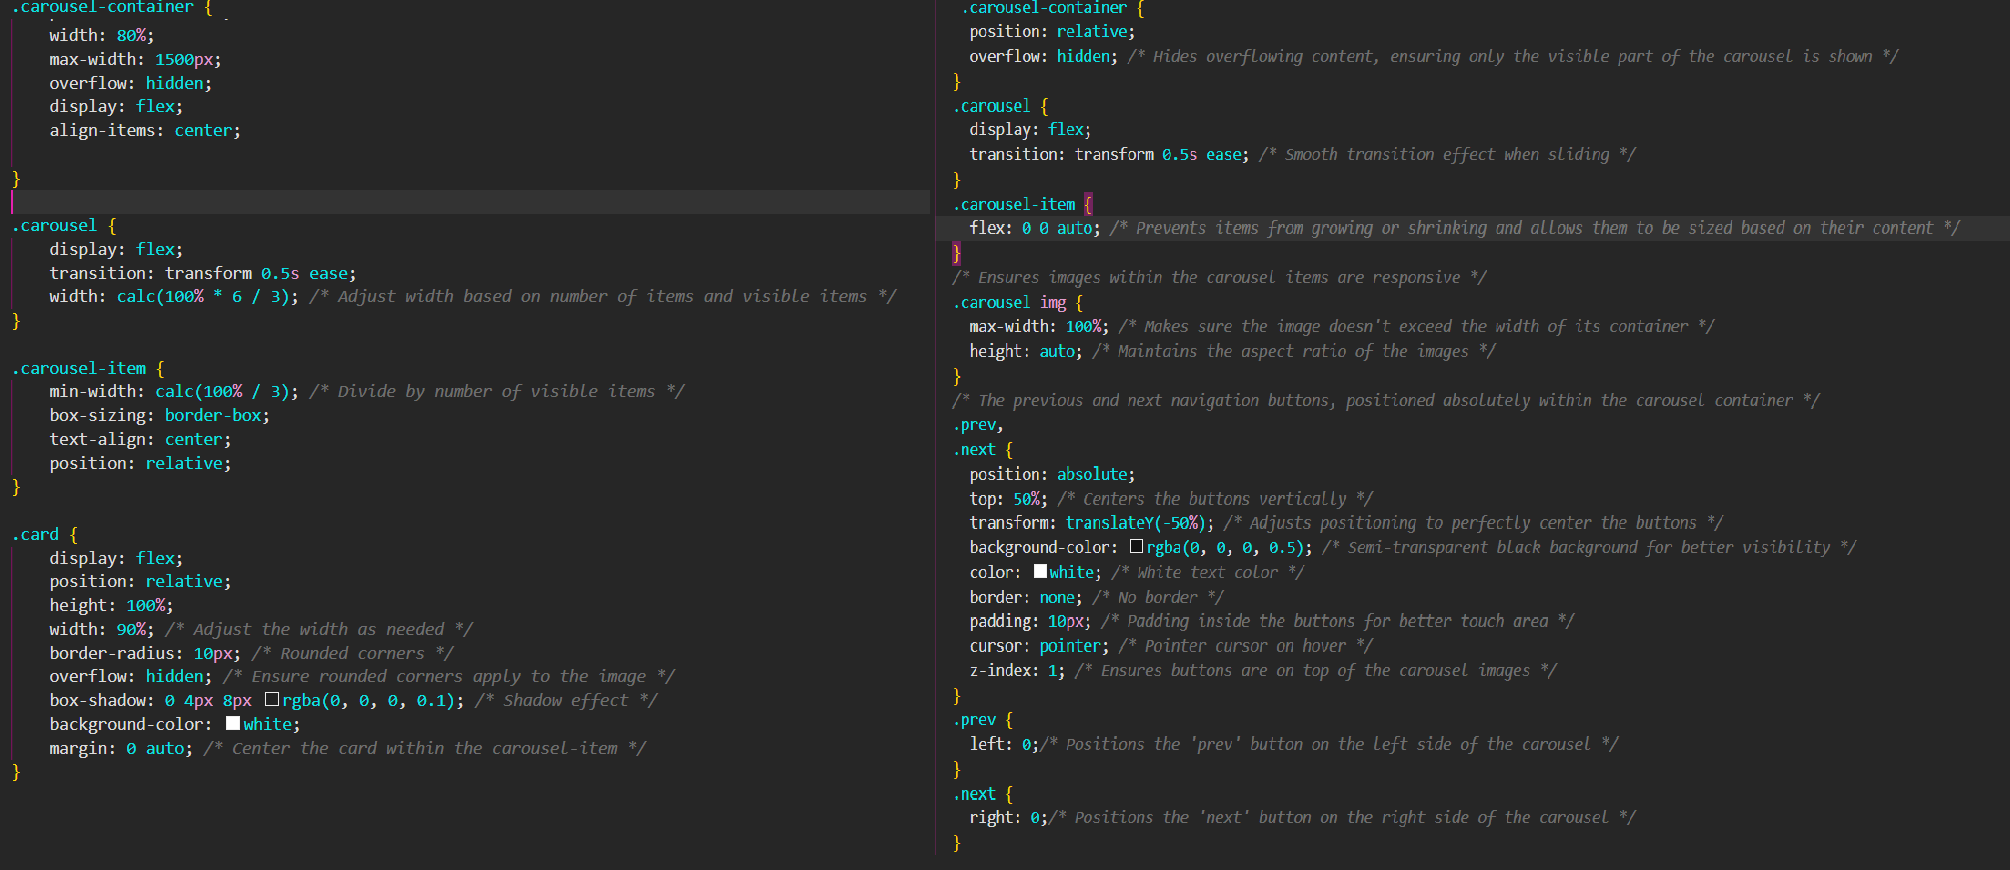 .carousel-container {
    width: 80%;
    max-width: 1500px;
    overflow: hidden;
    display: flex;
    align-items: center;

}

.carousel {
    display: flex;
    transition: transform 0.5s ease;
    width: calc(100% * 6 / 3); /* Adjust width based on number of items and visible items */
}

.carousel-item {
    min-width: calc(100% / 3); /* Divide by number of visible items */
    box-sizing: border-box;
    text-align: center;
    position: relative;
}

.card {
    display: flex;
    position: relative;
    height: 100%;
    width: 90%; /* Adjust the width as needed */
    border-radius: 10px; /* Rounded corners */
    overflow: hidden; /* Ensure rounded corners apply to the image */
    box-shadow: 0 4px 8px rgba(0, 0, 0, 0.1); /* Shadow effect */
    background-color: white;
    margin: 0 auto; /* Center the card within the carousel-item */
}

.carousel-container {
  position: relative;
  overflow: hidden; /* Hides overflowing content, ensuring only the visible part of the carousel is shown */
}
.carousel {
  display: flex;
  transition: transform 0.5s ease; /* Smooth transition effect when sliding */
}
.carousel-item {
  flex: 0 0 auto; /* Prevents items from growing or shrinking and allows them to be sized based on their content */
}
/* Ensures images within the carousel items are responsive */
.carousel img {
  max-width: 100%; /* Makes sure the image doesn't exceed the width of its container */
  height: auto; /* Maintains the aspect ratio of the images */
}
/* The previous and next navigation buttons, positioned absolutely within the carousel container */
.prev,
.next {
  position: absolute;
  top: 50%; /* Centers the buttons vertically */
  transform: translateY(-50%); /* Adjusts positioning to perfectly center the buttons */
  background-color: rgba(0, 0, 0, 0.5); /* Semi-transparent black background for better visibility */
  color: white; /* White text color */
  border: none; /* No border */
  padding: 10px; /* Padding inside the buttons for better touch area */
  cursor: pointer; /* Pointer cursor on hover */
  z-index: 1; /* Ensures buttons are on top of the carousel images */
}
.prev {
  left: 0;/* Positions the 'prev' button on the left side of the carousel */
}
.next {
  right: 0;/* Positions the 'next' button on the right side of the carousel */
}